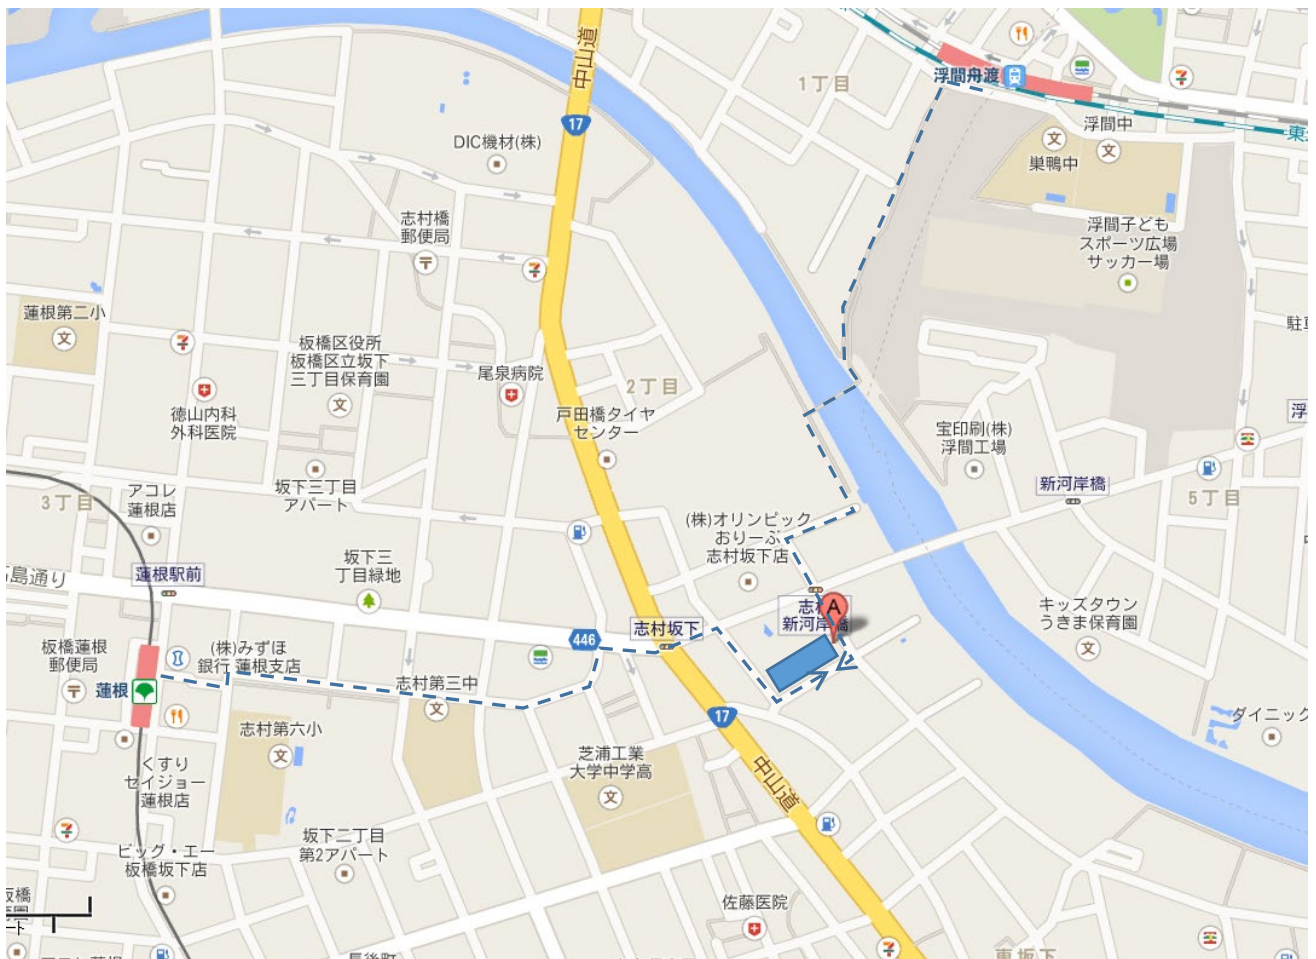 中山道
17
1丁目
浮間舟渡
浮間中
巣鴨中
DIC機材(株)
志村橋
郵便局
浮間子ども
スポーツ広場
サッカー場
蓮根第二小
板橋区役所
板橋区立坂下
三丁目保育園
尾泉病院
2丁目
徳山内科
外科医院
戸田橋タイヤ
センター
宝印刷(株)
浮間工場
3丁目
アコレ
蓮根店
坂下三丁目
アパート
新河岸橋
5丁目
(株)オリンピック
おりーぶ
志村坂下店
坂下三
丁目緑地
島通り
蓮根駅前
A
新河岸橋
キッズタウン
うきま保育園
446
志村坂下
板橋蓮根
郵便局
(株)みずほ
銀行 蓮根支店
蓮根
志村第三中
17
ダイニック
志村第六小
芝浦工業
大学中学高
中山道
くすり
セイジョー
蓮根店
坂下二丁目
第2アパート
ビッグ・エー
板橋坂下店
佐藤医院
東坂下